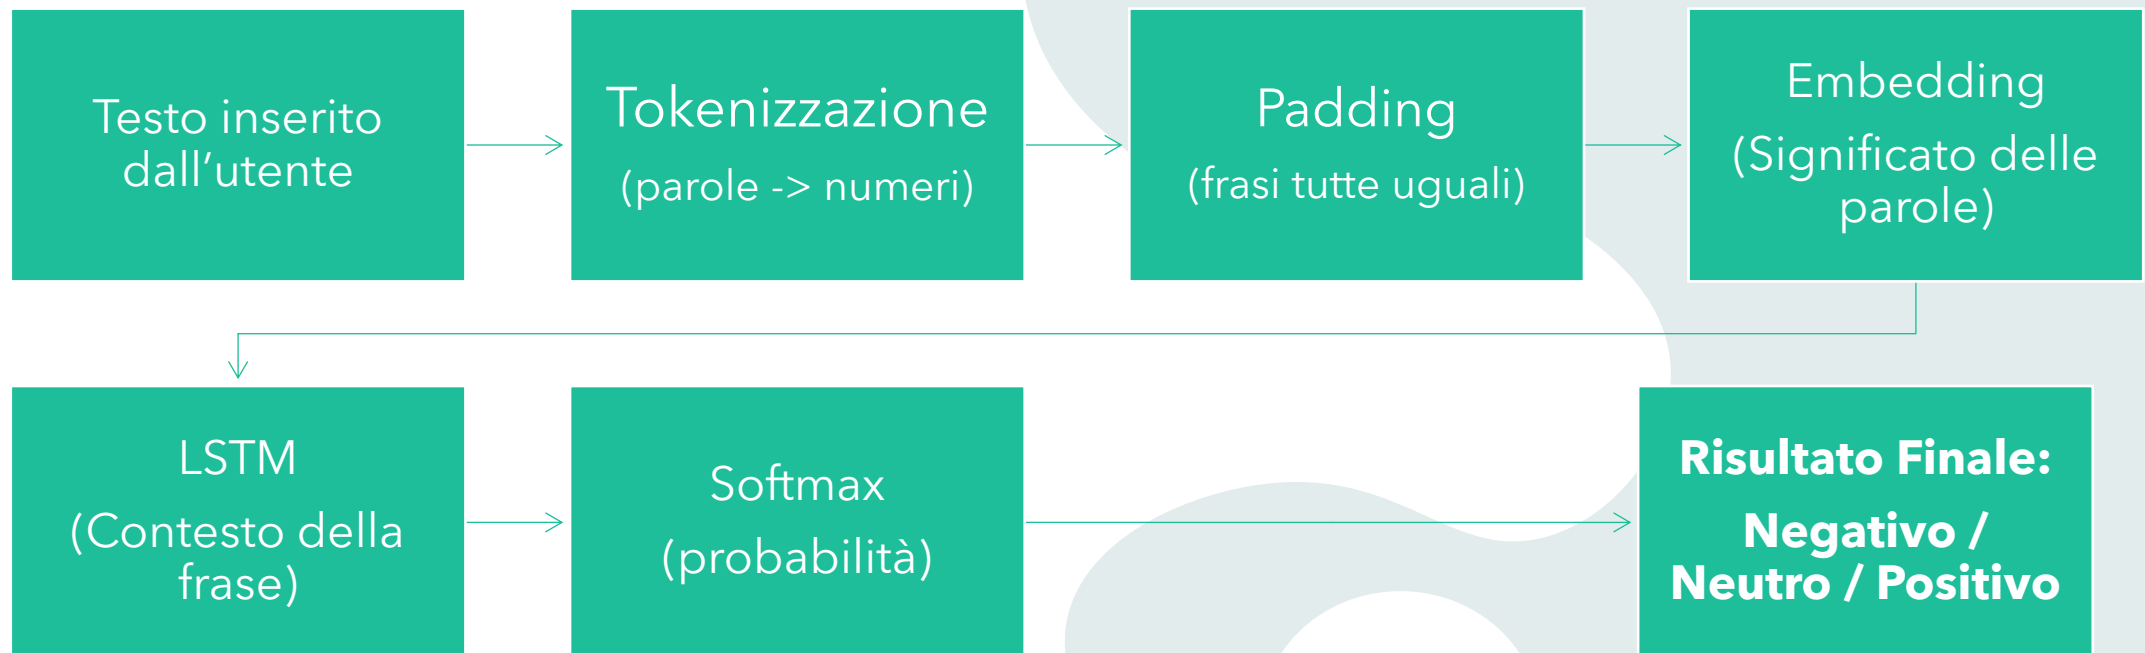 Testo inserito
dall’utente
Tokenizzazione
(parole -> numeri)
Padding
(frasi tutte uguali)
Embedding
(Significato delle
parole)
LSTM
(Contesto della
frase)
Softmax
(probabilità)
Risultato Finale:
Negativo /
Neutro / Positivo